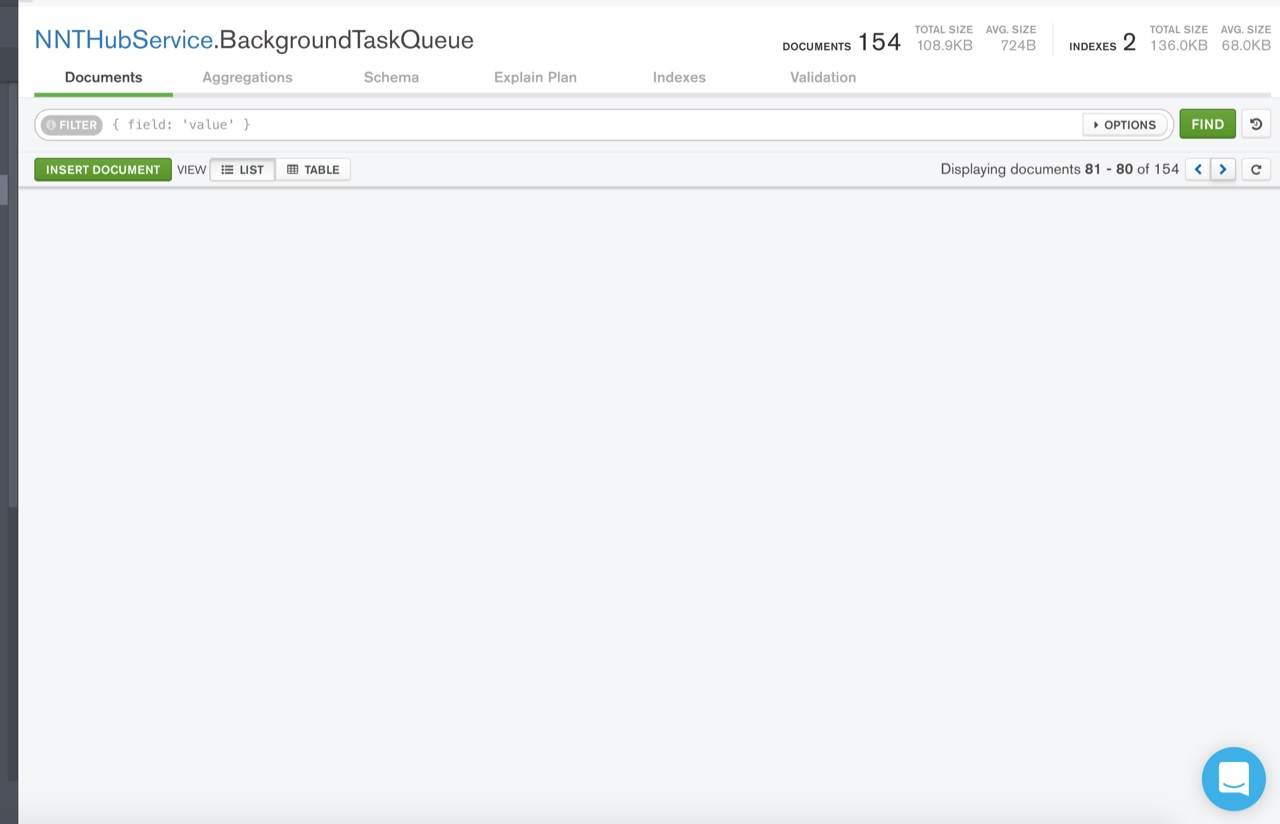 NNTHubService.BackgroundTaskQueue
DOCUMENTS 154 TOTAL SIZE 108.9KB AVG. SIZE 724B INDEXES 2 TOTAL SIZE 136.0KB AVG. SIZE 68.0KB
Documents Aggregations Schema Explain Plan Indexes Validation
FILTER { field: 'value' } OPTIONS FIND
INSERT DOCUMENT VIEW LIST TABLE Displaying documents 81 - 80 of 154